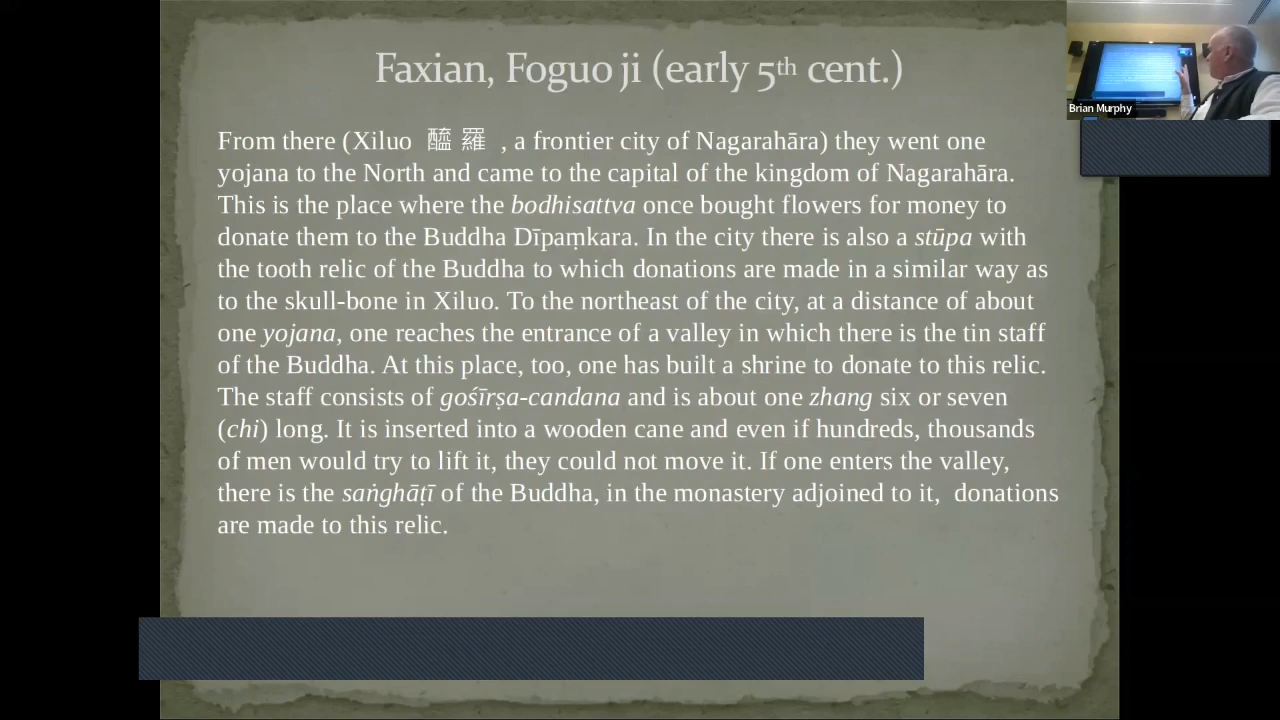 Faxian, Foguo ji (early 5th cent.)
Brian Murphy
From there (Xiluo 醯 羅 , a frontier city of Nagarahāra) they went one
yojana to the North and came to the capital of the kingdom of Nagarahāra.
This is the place where the bodhisattva once bought flowers for money to
donate them to the Buddha Dīpaṃkara. In the city there is also a stūpa with
the tooth relic of the Buddha to which donations are made in a similar way as
to the skull-bone in Xiluo. To the northeast of the city, at a distance of about
one yojana, one reaches the entrance of a valley in which there is the tin staff
of the Buddha. At this place, too, one has built a shrine to donate to this relic.
The staff consists of gośīrṣa-candana and is about one zhang six or seven
(chi) long. It is inserted into a wooden cane and even if hundreds, thousands
of men would try to lift it, they could not move it. If one enters the valley,
there is the saṅghāṭī of the Buddha, in the monastery adjoined to it, donations
are made to this relic.